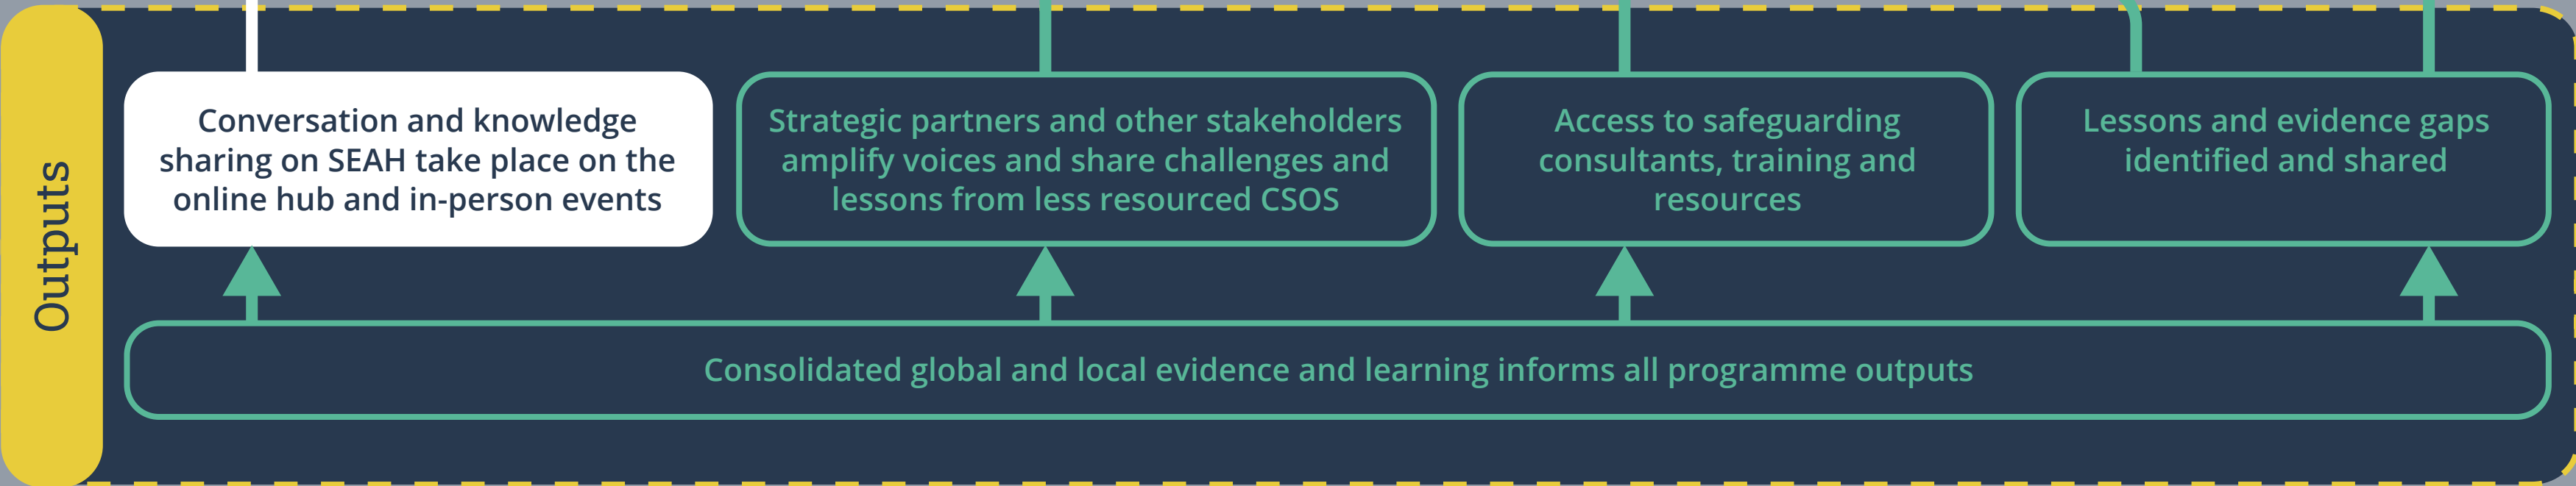 Outputs
Conversation and knowledge
sharing on SEAH take place on the
online hub and in-person events
Strategic partners and other stakeholders
amplify voices and share challenges and
lessons from less resourced CSOS
Access to safeguarding
consultants, training and
resources
Lessons and evidence gaps
identified and shared
Consolidated global and local evidence and learning informs all programme outputs